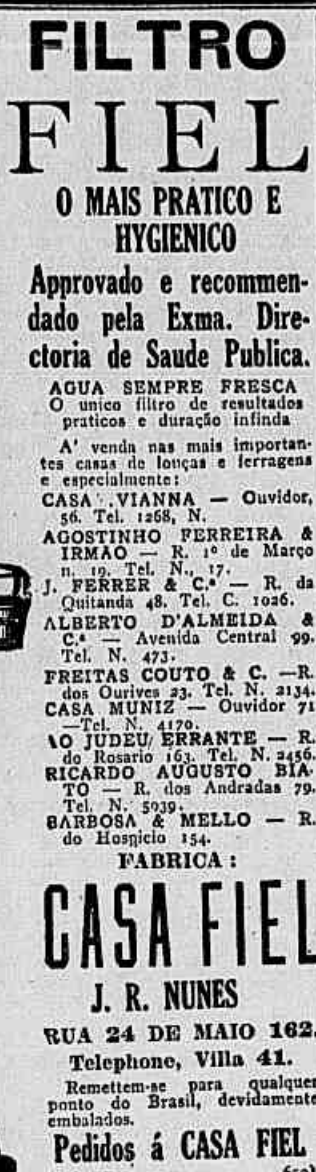 FILTRO
FIEL
O MAIS PRATICO E
HYGIENICO
Approvado e recommen-
dado pela Exma. Dire-
ctoria de Saude Publica.
AGUA SEMPRE FRESCA
O unico filtro de resultados
praticos e duração infinda
A' venda nas mais importan-
tes casas de louças e ferragens
e especialmente:
CASA VIANNA — Ouvidor,
56. Tel. 1268, N.
AGOSTINHO FERREIRA &
IRMAO — R. 1º de Março
n. 19. Tel. N., 17.
J. FERRER & C.ª — R. da
Quitanda 48. Tel. C. 1026.
ALBERTO D'ALMEIDA &
C.ª — Avenida Central 99.
Tel. N. 473.
FREITAS COUTO & C. —R.
dos Ourives 23. Tel. N. 2134.
CASA MUNIZ — Ouvidor 71
—Tel. N. 4170.
AO JUDEU ERRANTE — R.
do Rosario 163. Tel. N. 2456.
RICARDO AUGUSTO BIA-
TO — R. dos Andradas 79.
Tel. N. 5939.
BARBOSA & MELLO — R.
do Hospicio 154.
FABRICA:
CASA FIEL
J. R. NUNES
RUA 24 DE MAIO 162.
Telephone, Villa 41.
Remettem-se para qualquer
ponto do Brasil, devidamente
embalados.
Pedidos á CASA FIEL